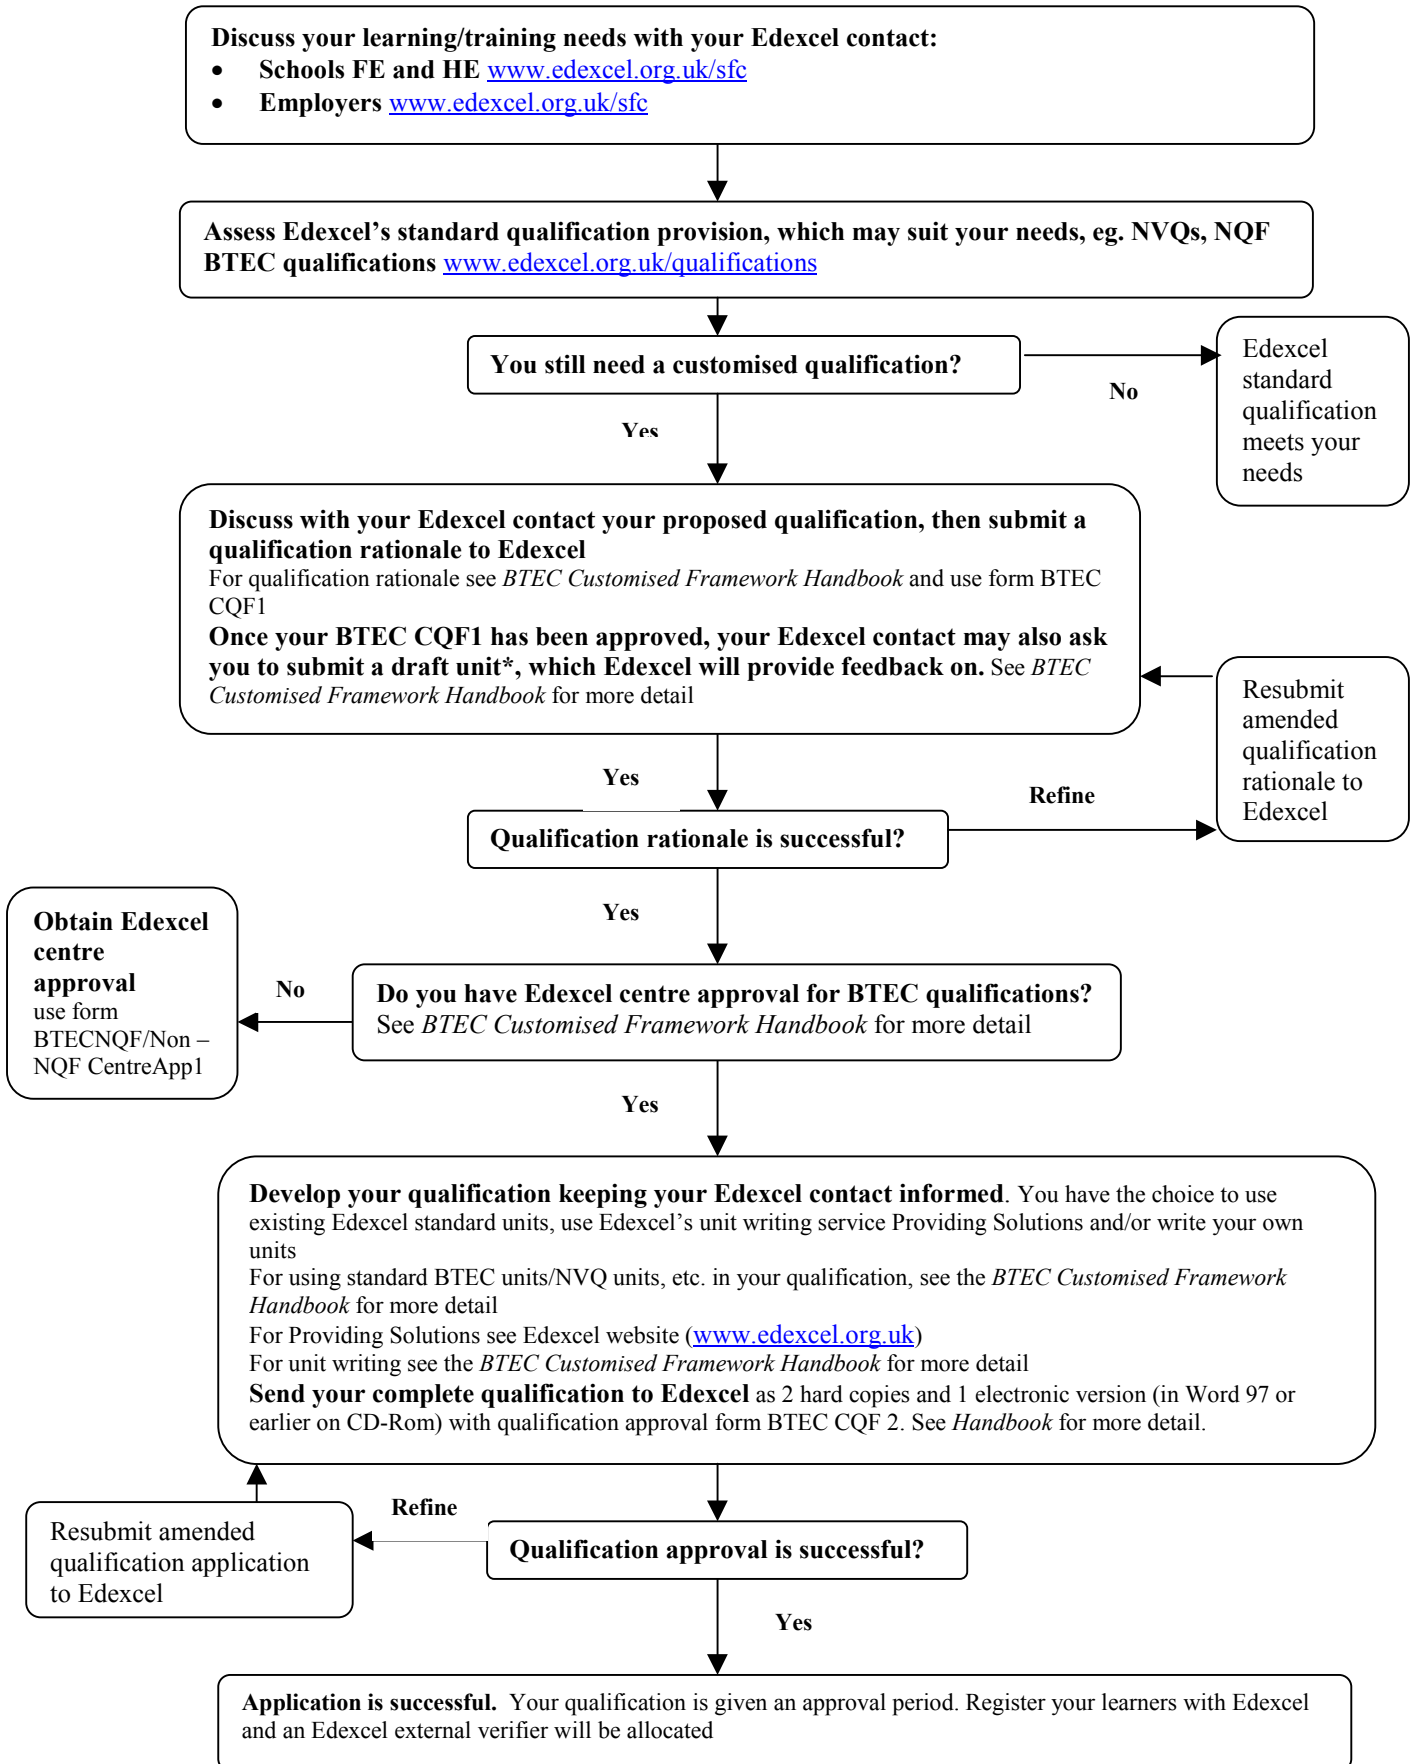 Discuss your learning/training needs with your Edexcel contact:
• Schools FE and HE www.edexcel.org.uk/sfc
• Employers www.edexcel.org.uk/sfc
Assess Edexcel's standard qualification provision, which may suit your needs, eg. NVQs, NQF
BTEC qualifications www.edexcel.org.uk/qualifications
You still need a customised qualification?
No
Edexcel
standard
qualification
meets your
needs
Yes
Discuss with your Edexcel contact your proposed qualification, then submit a
qualification rationale to Edexcel
For qualification rationale see BTEC Customised Framework Handbook and use form BTEC
CQF1
Once your BTEC CQF1 has been approved, your Edexcel contact may also ask
you to submit a draft unit*, which Edexcel will provide feedback on. See BTEC
Customised Framework Handbook for more detail
Resubmit
amended
qualification
rationale to
Edexcel
Yes
Refine
Qualification rationale is successful?
Yes
Obtain Edexcel
centre
approval
use form
BTECNQF/Non –
NQF CentreApp1
No
Do you have Edexcel centre approval for BTEC qualifications?
See BTEC Customised Framework Handbook for more detail
Yes
Develop your qualification keeping your Edexcel contact informed. You have the choice to use
existing Edexcel standard units, use Edexcel's unit writing service Providing Solutions and/or write your own
units
For using standard BTEC units/NVQ units, etc. in your qualification, see the BTEC Customised Framework
Handbook for more detail
For Providing Solutions see Edexcel website (www.edexcel.org.uk)
For unit writing see the BTEC Customised Framework Handbook for more detail
Send your complete qualification to Edexcel as 2 hard copies and 1 electronic version (in Word 97 or
earlier on CD-Rom) with qualification approval form BTEC CQF 2. See Handbook for more detail.
Refine
Resubmit amended
qualification application
to Edexcel
Qualification approval is successful?
Yes
Application is successful. Your qualification is given an approval period. Register your learners with Edexcel
and an Edexcel external verifier will be allocated